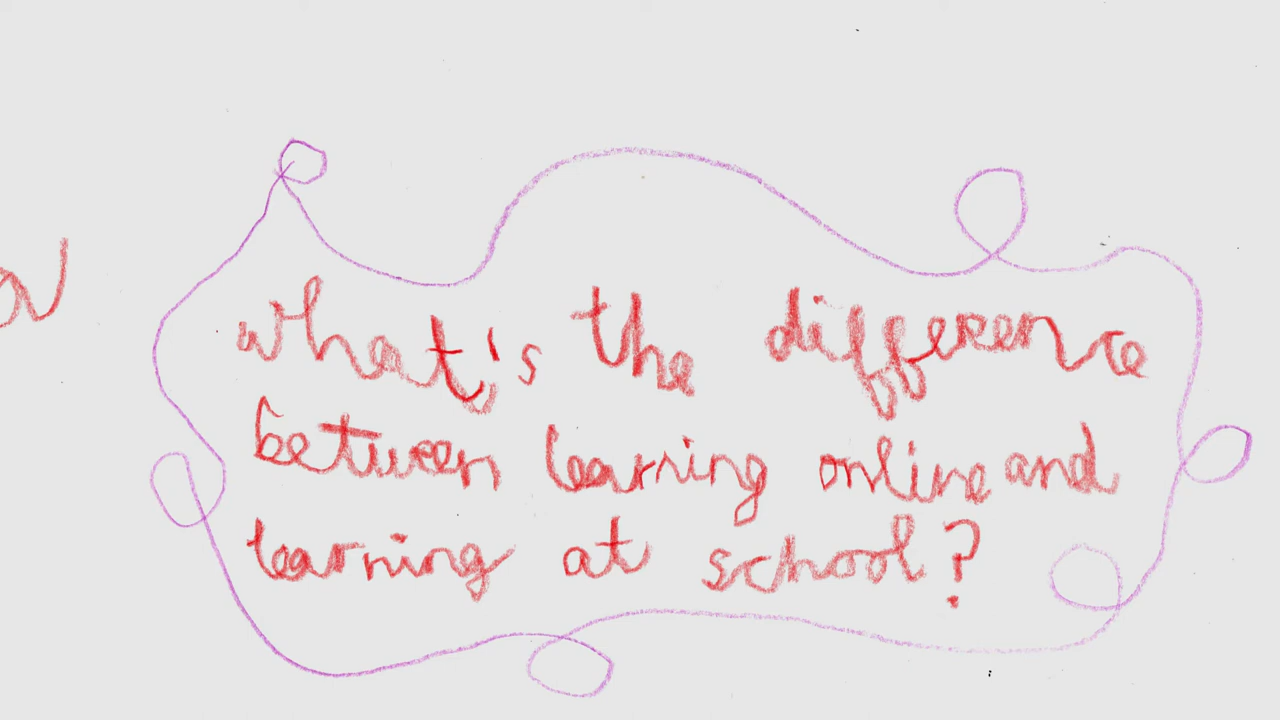 what's the difference
between learning online and
learning at school?